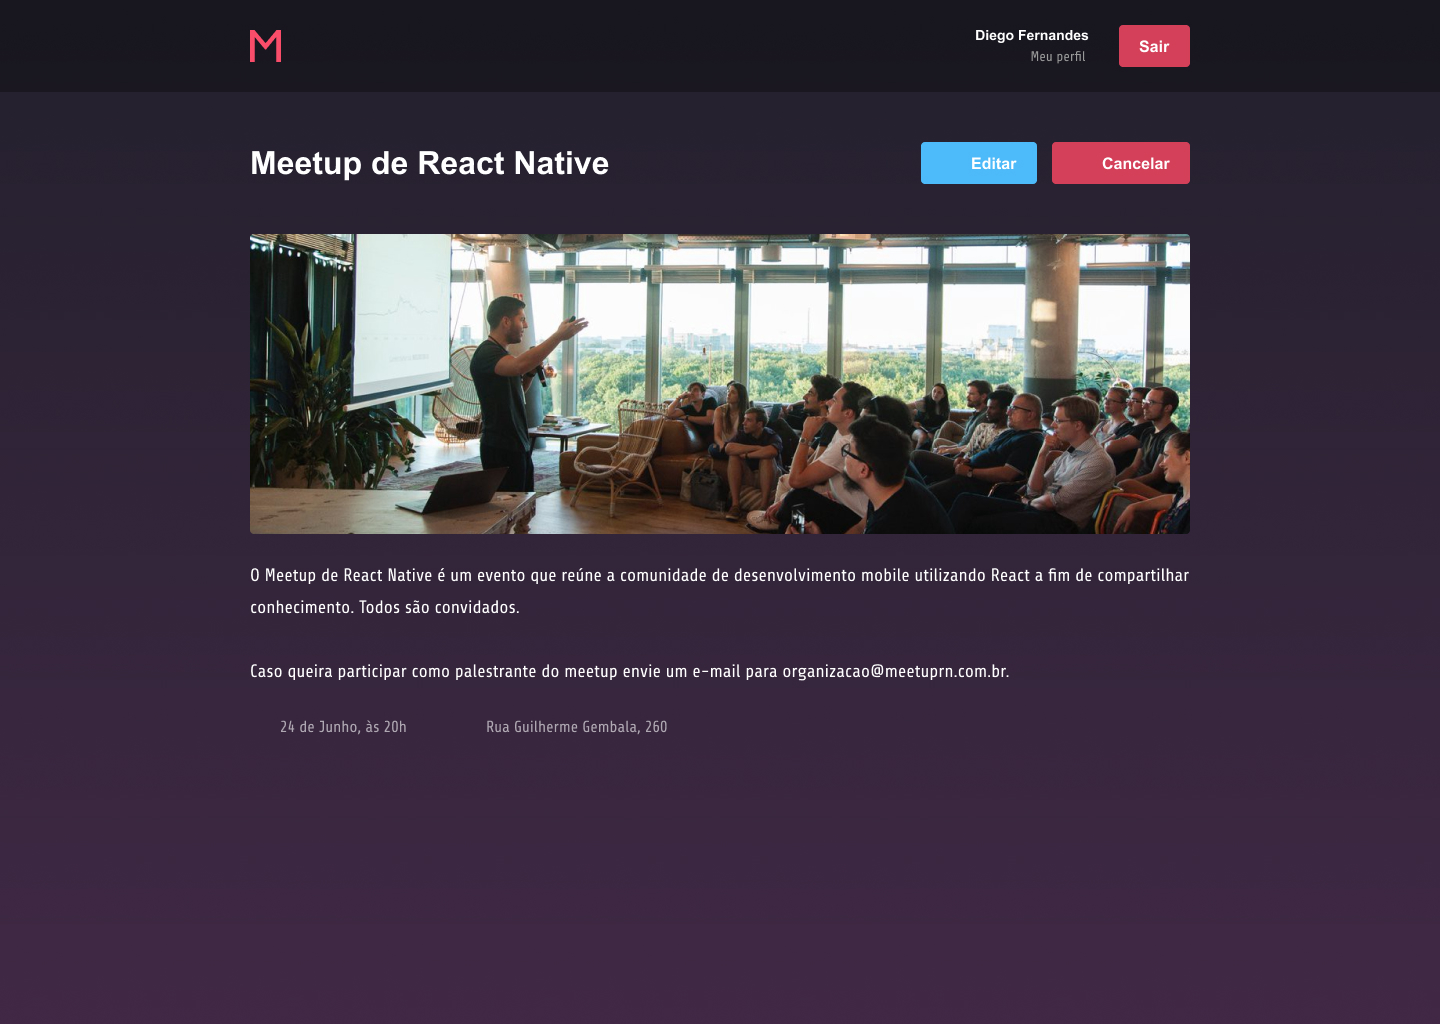 M
Diego Fernandes
Meu perfil
Sair
Meetup de React Native
Editar
Cancelar
O Meetup de React Native é um evento que reúne a comunidade de desenvolvimento mobile utilizando React a fim de compartilhar
conhecimento. Todos são convidados.
Caso queira participar como palestrante do meetup envie um e-mail para organizacao@meetuprn.com.br.
24 de Junho, às 20h
Rua Guilherme Gembala, 260